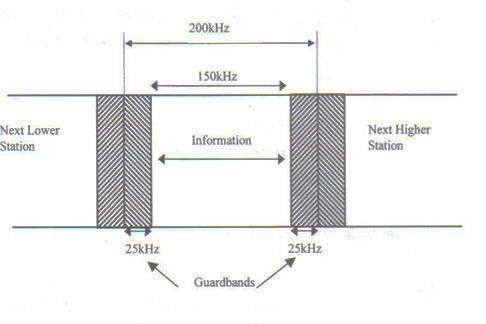 200kHz
150kHz
Next Lower
Station
Information
Next Higher
Station
25kHz
25kHz
Guardbands